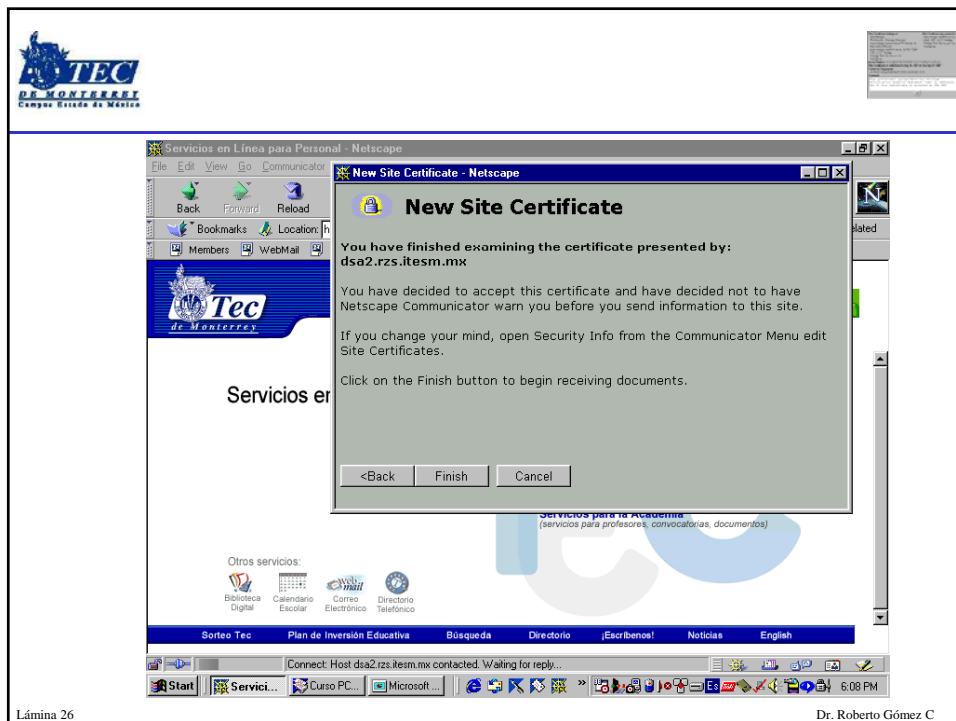 TEC
DE MONTERREY
Campus Estado de México
Servicios en Línea para Personal - Netscape
File Edit View Go Communicator
New Site Certificate - Netscape
Back Forward Reload
N
Bookmarks Location:
elated
Members WebMail
New Site Certificate
You have finished examining the certificate presented by:
dsa2.rzs.itesm.mx
You have decided to accept this certificate and have decided not to have
Netscape Communicator warn you before you send information to this site.
If you change your mind, open Security Info from the Communicator Menu edit
Site Certificates.
Click on the Finish button to begin receiving documents.
<Back Finish Cancel
Tec
de Monterrey
Servicios en
Servicios para la Academia
(servicios para profesores, convocatorias, documentos)
Otros servicios:
web mail
Biblioteca Digital
Calendario Escolar
Correo Electrónico
Directorio Telefónico
Sorteo Tec Plan de Inversión Educativa Búsqueda Directorio ¡Escríbenos! Noticias English
Connect: Host dsa2.rzs.itesm.mx contacted. Waiting for reply...
Start Servici... Curso PC... Microsoft ... » Es 6:08 PM
Lámina 26 Dr. Roberto Gómez C